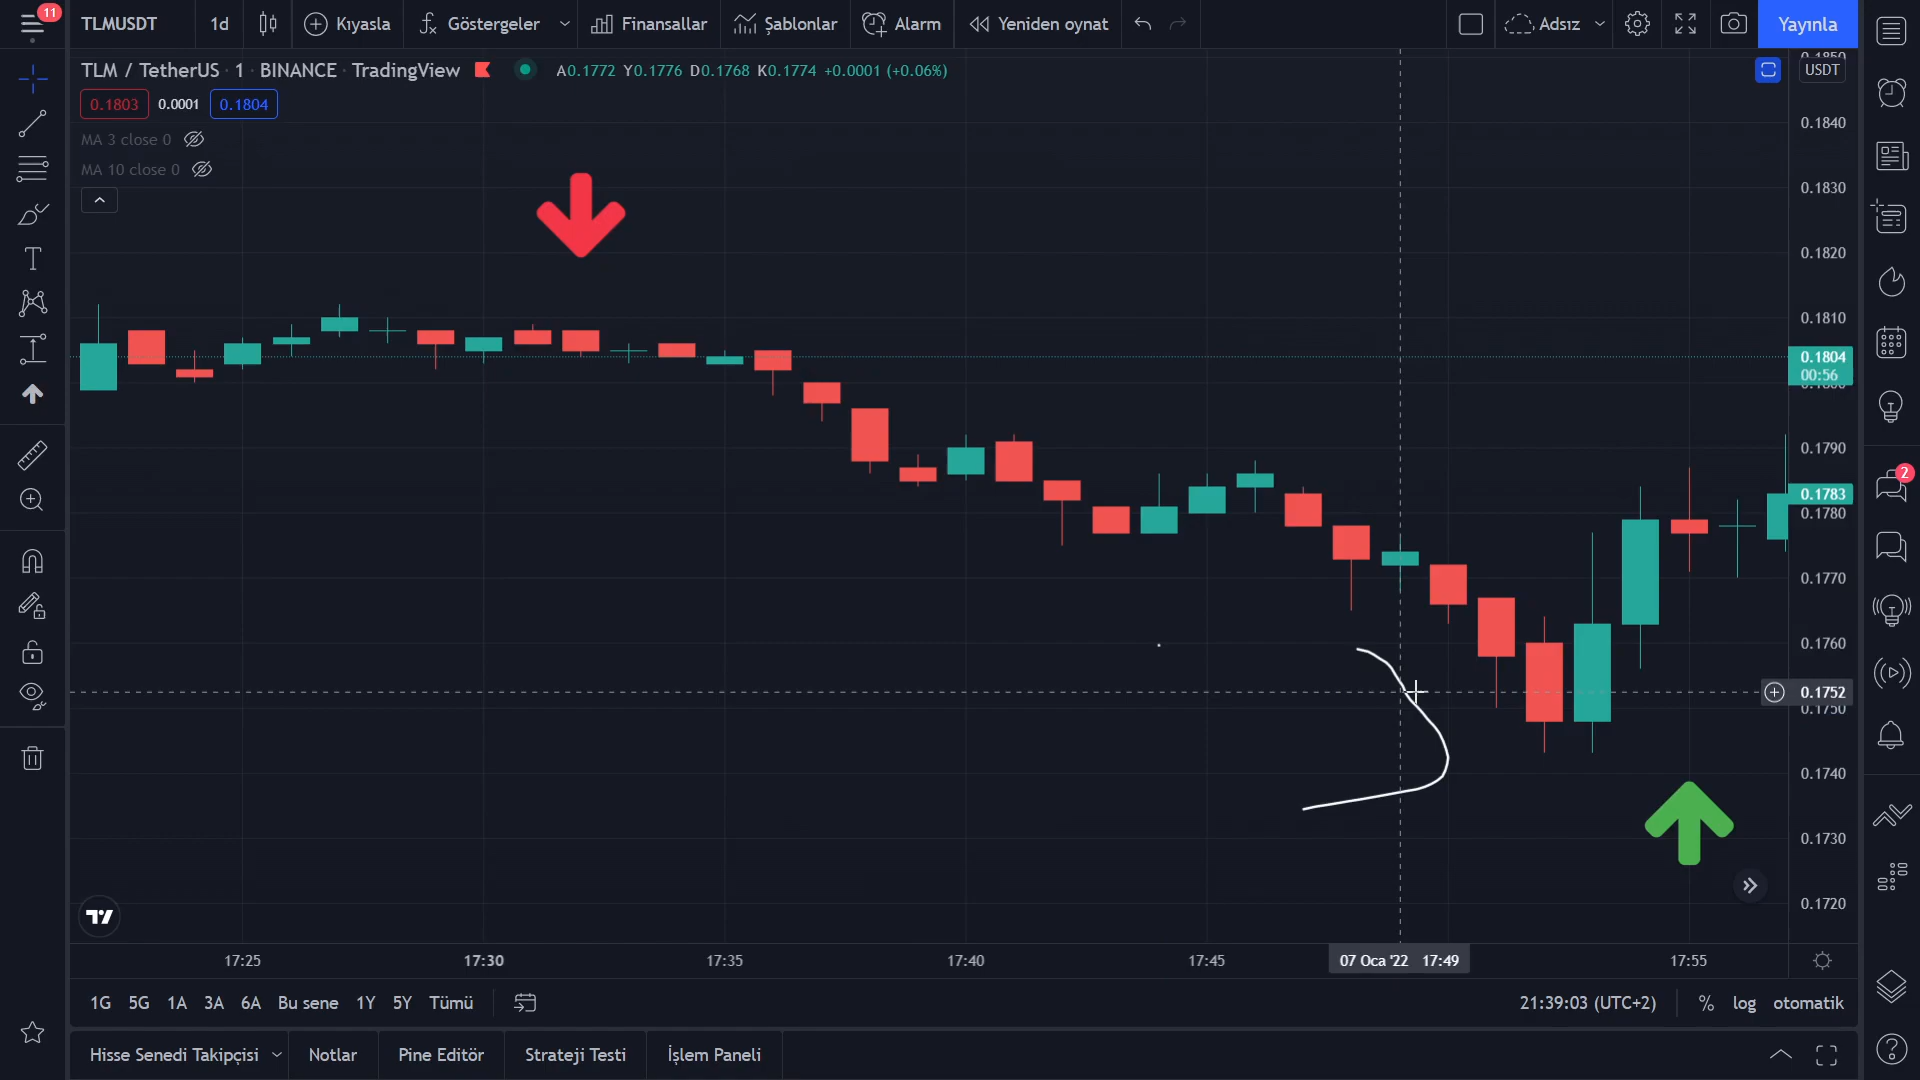 11
TLMUSDT 1d Kıyasla Göstergeler Finansallar Şablonlar Alarm Yeniden oynat Adsız Yayınla
TLM / TetherUS · 1 · BINANCE · TradingView A0.1772 Y0.1776 D0.1768 K0.1774 +0.0001 (+0.06%)
0.1850
USDT
0.1803 0.0001 0.1804
MA 3 close 0
MA 10 close 0
0.1840
0.1830
0.1820
0.1810
0.1804
00:56
0.1800
0.1790
0.1783
0.1780
0.1770
0.1760
0.1752
0.1750
0.1740
0.1730
0.1720
2
17:25 17:30 17:35 17:40 17:45 07 Oca '22 17:49 17:55
1G 5G 1A 3A 6A Bu sene 1Y 5Y Tümü 21:39:03 (UTC+2) % log otomatik
Hisse Senedi Takipçisi Notlar Pine Editör Strateji Testi İşlem Paneli